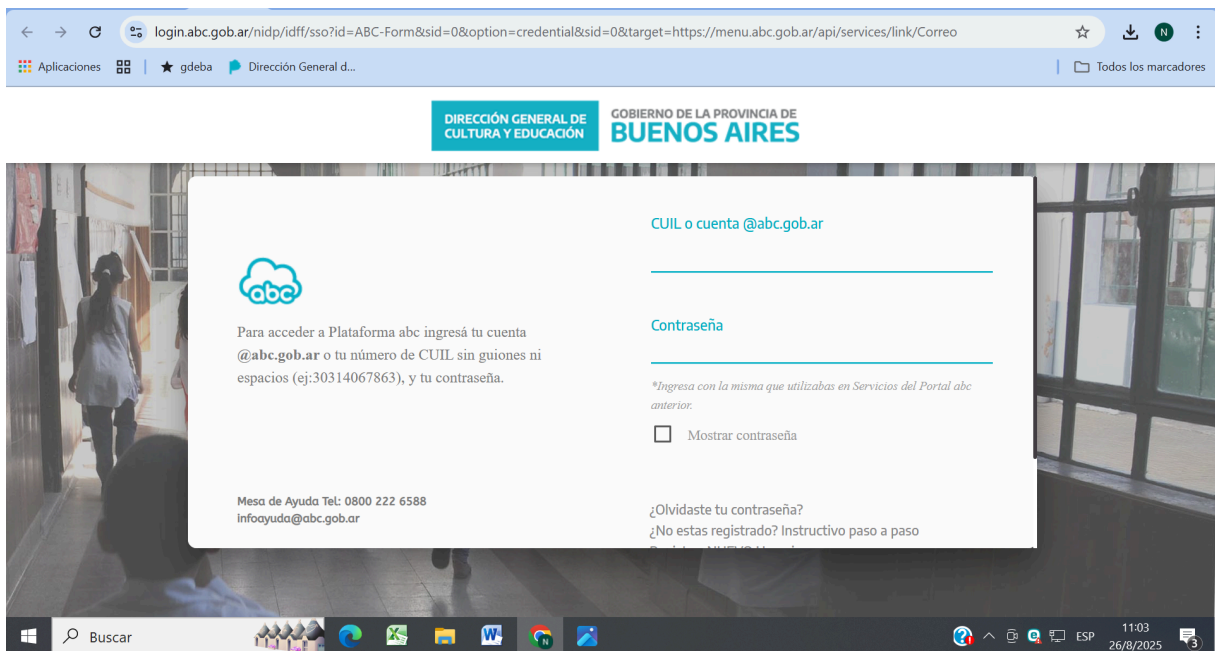 login.abc.gob.ar/nidp/idff/sso?id=ABC-Form&sid=0&option=credential&sid=0&target=https://menu.abc.gob.ar/api/services/link/Correo
N
Aplicaciones
gdeba
Dirección General d...
Todos los marcadores
DIRECCIÓN GENERAL DE
CULTURA Y EDUCACIÓN
GOBIERNO DE LA PROVINCIA DE
BUENOS AIRES
abc
Para acceder a Plataforma abc ingresá tu cuenta
@abc.gob.ar o tu número de CUIL sin guiones ni
espacios (ej:30314067863), y tu contraseña.
Mesa de Ayuda Tel: 0800 222 6588
infoayuda@abc.gob.ar
CUIL o cuenta @abc.gob.ar
Contraseña
*Ingresa con la misma que utilizabas en Servicios del Portal abc
anterior.
Mostrar contraseña
¿Olvidaste tu contraseña?
¿No estas registrado? Instructivo paso a paso
Buscar
ESP
11:03
26/8/2025
3